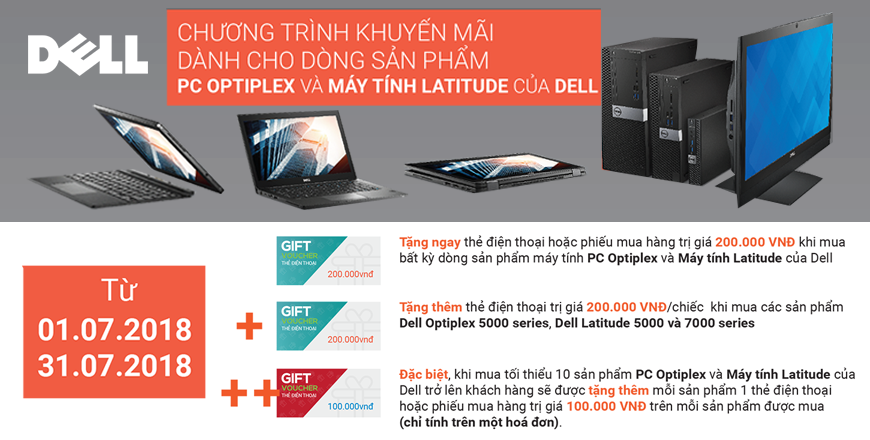 DELL
CHƯƠNG TRÌNH KHUYẾN MÃI
DÀNH CHO DÒNG SẢN PHẨM
PC OPTIPLEX VÀ MÁY TÍNH LATITUDE CỦA DELL
Từ
01.07.2018
31.07.2018
GIFT
VOUCHER
THẺ ĐIỆN THOẠI
200.000vnđ
Tặng ngay thẻ điện thoại hoặc phiếu mua hàng trị giá 200.000 VNĐ khi mua
bất kỳ dòng sản phẩm máy tính PC Optiplex và Máy tính Latitude của Dell
+
GIFT
VOUCHER
THẺ ĐIỆN THOẠI
200.000vnđ
Tặng thêm thẻ điện thoại trị giá 200.000 VNĐ/chiếc khi mua các sản phẩm
Dell Optiplex 5000 series, Dell Latitude 5000 và 7000 series
++
GIFT
VOUCHER
THẺ ĐIỆN THOẠI
100.000vnđ
Đặc biệt, khi mua tối thiểu 10 sản phẩm PC Optiplex và Máy tính Latitude của
Dell trở lên khách hàng sẽ được tặng thêm mỗi sản phẩm 1 thẻ điện thoại
hoặc phiếu mua hàng trị giá 100.000 VNĐ trên mỗi sản phẩm được mua
(chỉ tính trên một hoá đơn).